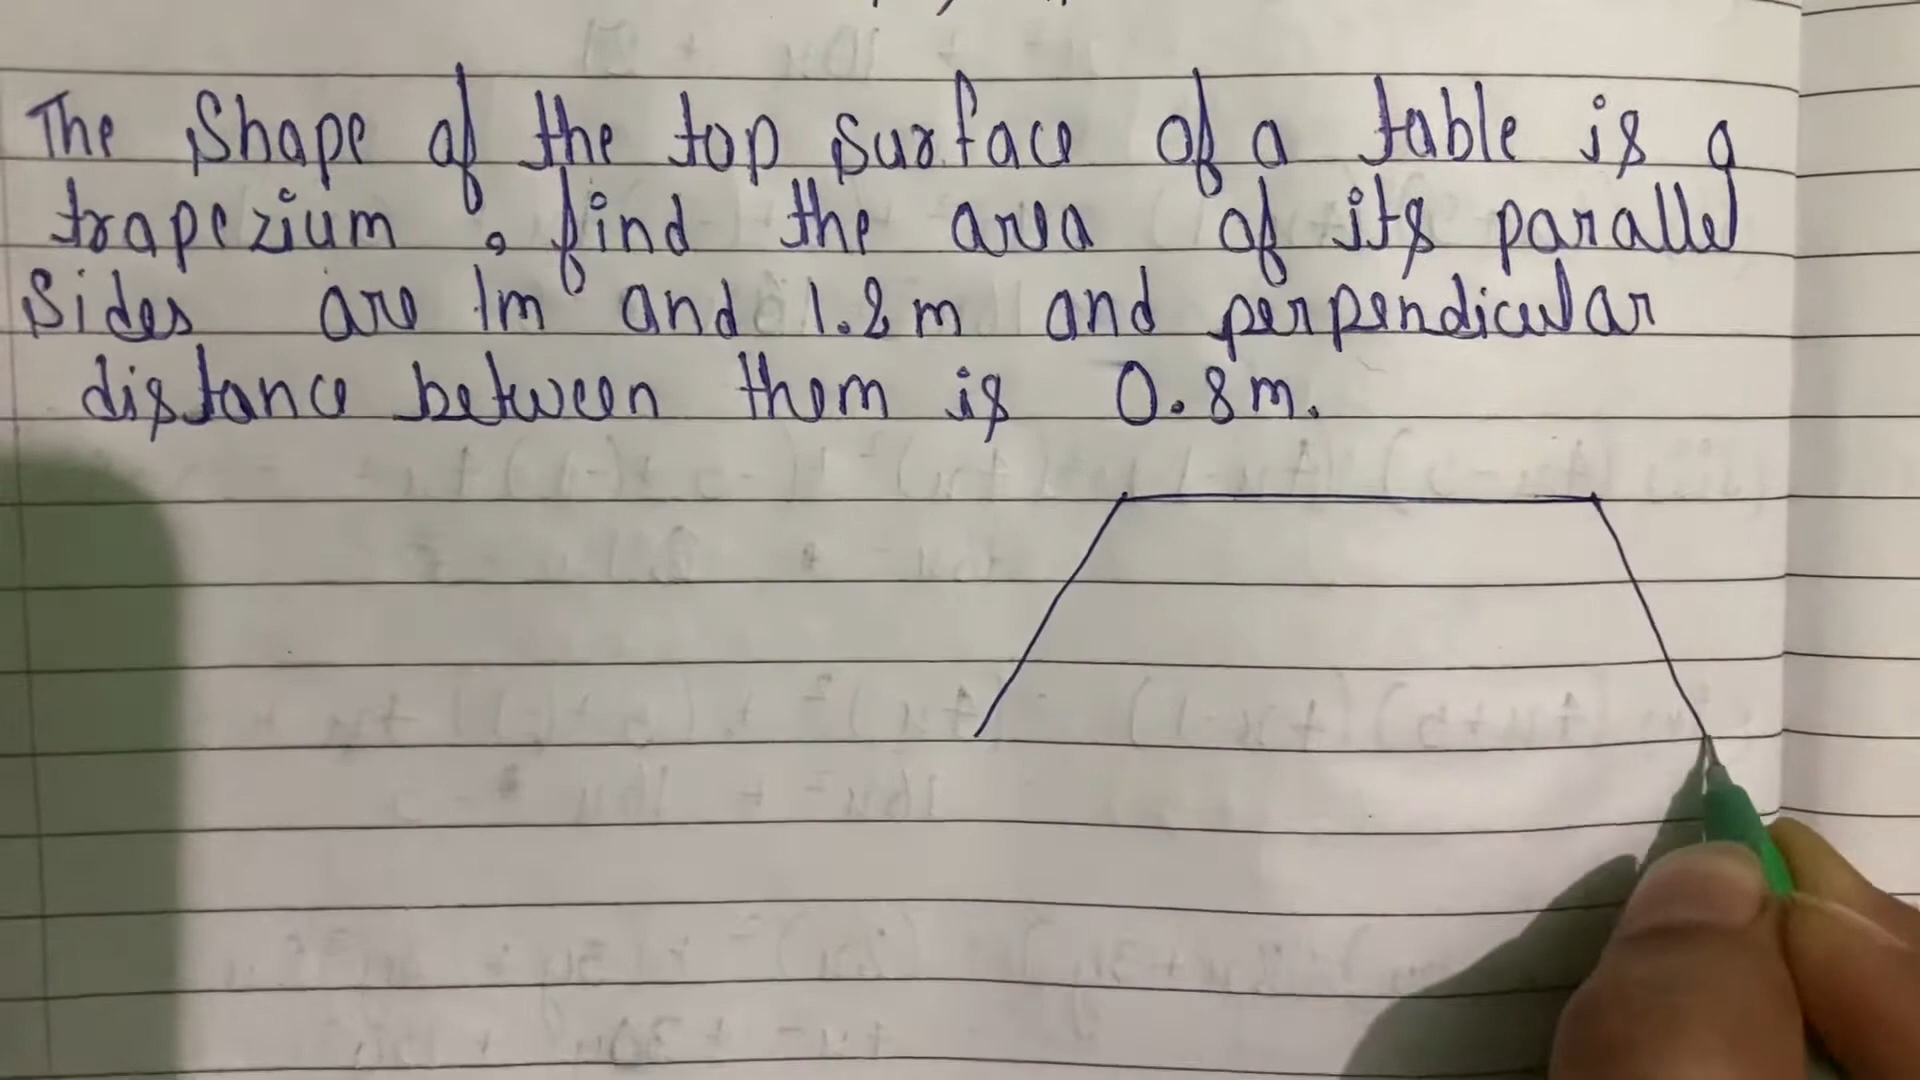 The Shape of the top surface of a table is a
trapezium. find the area of its parallel
Sides are 1m and 1.2m and perpendicular
distance between them is 0.8m.